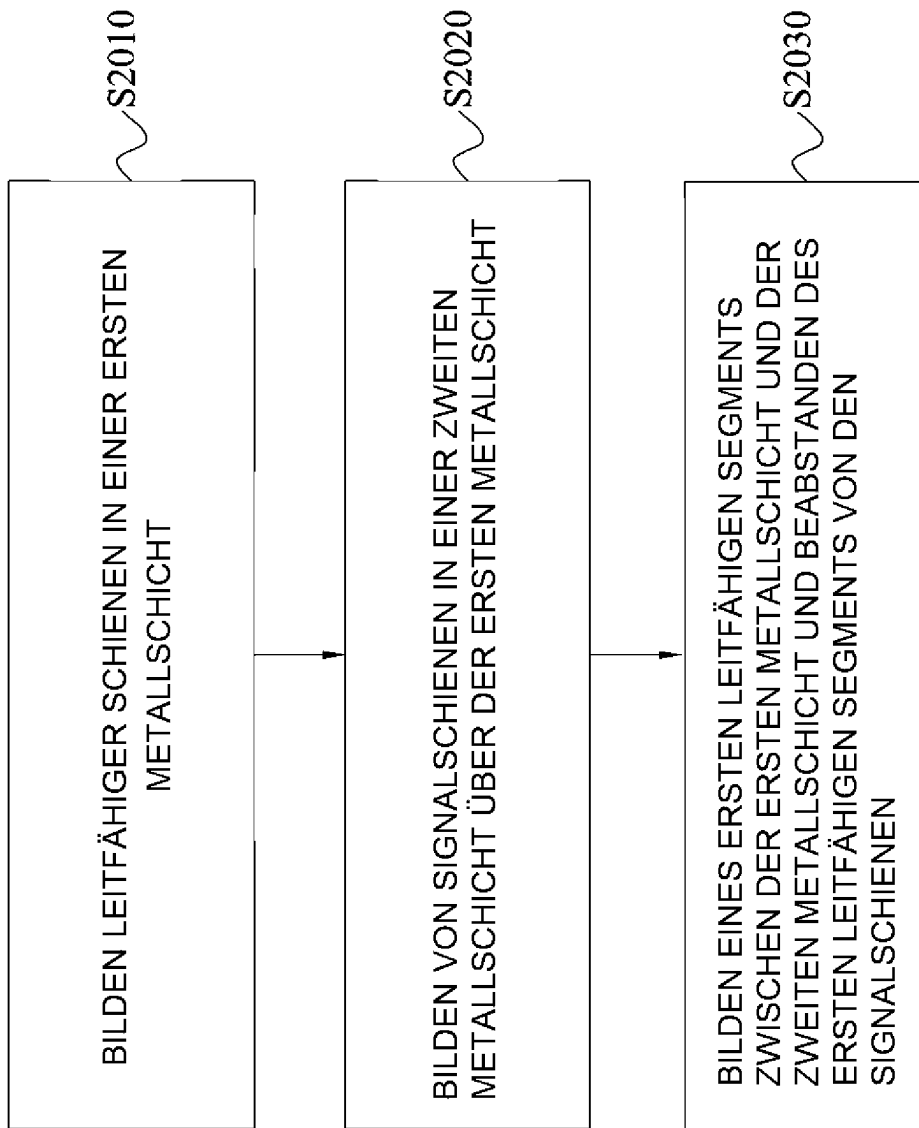 BILDEN LEITFÄHIGER SCHIENEN IN EINER ERSTEN
METALLSCHICHT
S2010
BILDEN VON SIGNALSCHIENEN IN EINER ZWEITEN
METALLSCHICHT ÜBER DER ERSTEN METALLSCHICHT
S2020
BILDEN EINES ERSTEN LEITFÄHIGEN SEGMENTS
ZWISCHEN DER ERSTEN METALLSCHICHT UND DER
ZWEITEN METALLSCHICHT UND BEABSTANDEN DES
ERSTEN LEITFÄHIGEN SEGMENTS VON DEN
SIGNALSCHIENEN
S2030